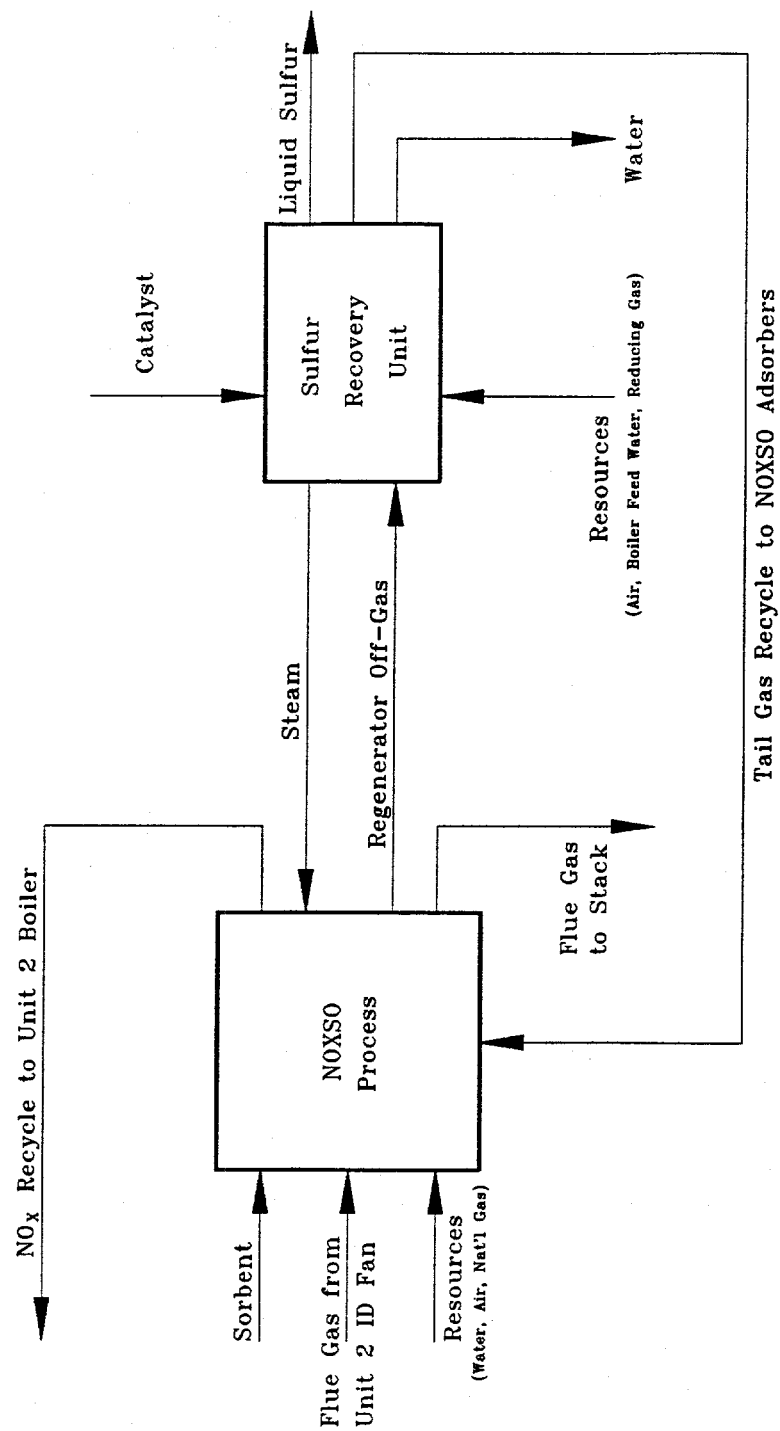 NOx Recycle to Unit 2 Boiler
Sorbent
Flue Gas from
Unit 2 ID Fan
Resources
(Water, Air, Nat'l Gas)
NOXSO
Process
Flue Gas
to Stack
Steam
Regenerator Off-Gas
Catalyst
Sulfur
Recovery
Unit
Resources
(Air, Boiler Feed Water, Reducing Gas)
Liquid Sulfur
Water
Tail Gas Recycle to NOXSO Adsorbers